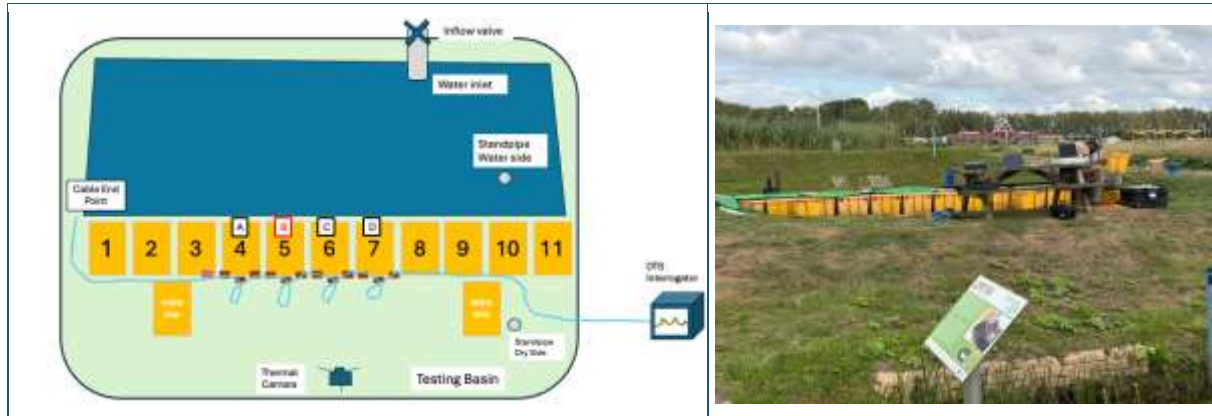 Inflow valve
Water inlet
Standpipe
Water side
Cable End
Point
A
B
C
D
1
2
3
4
5
6
7
8
9
10
11
DTS
Interrogator
Standpipe
Dry Side
Thermal
Camera
Testing Basin